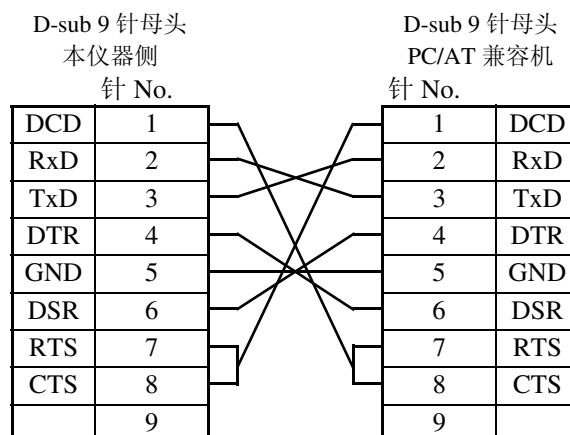 D-sub 9 针母头 D-sub 9 针母头
本仪器侧 PC/AT 兼容机
针 No. 针 No.
DCD 1 1 DCD
RxD 2 2 RxD
TxD 3 3 TxD
DTR 4 4 DTR
GND 5 5 GND
DSR 6 6 DSR
RTS 7 7 RTS
CTS 8 8 CTS
9 9